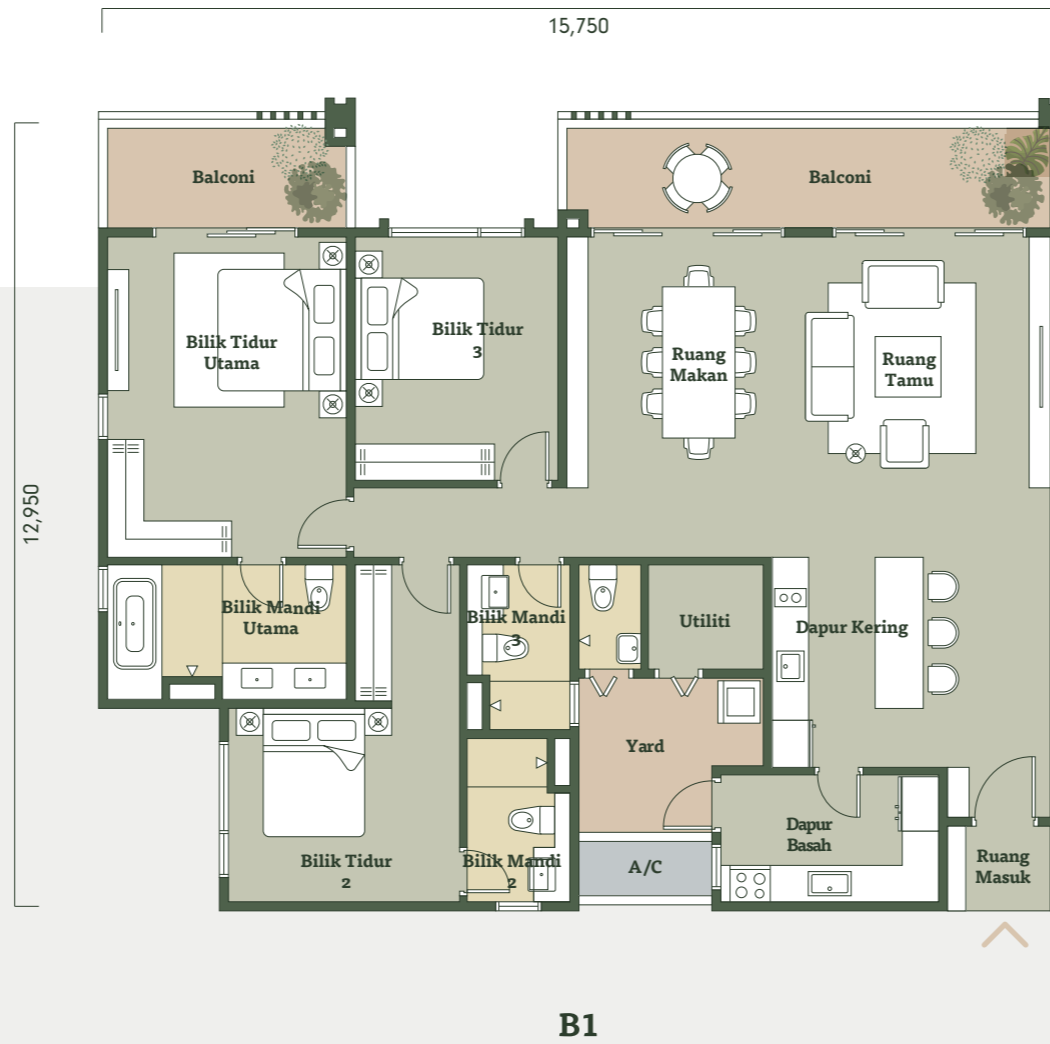 15,750
12,950
Balconi
Balconi
Bilik Tidur
Utama
Bilik Tidur
3
Ruang
Makan
Ruang
Tamu
Bilik Mandi
Utama
Bilik Mandi
3
Utiliti
Dapur Kering
Yard
Bilik Tidur
2
Bilik Mandi
2
A/C
Dapur
Basah
Ruang
Masuk
B1